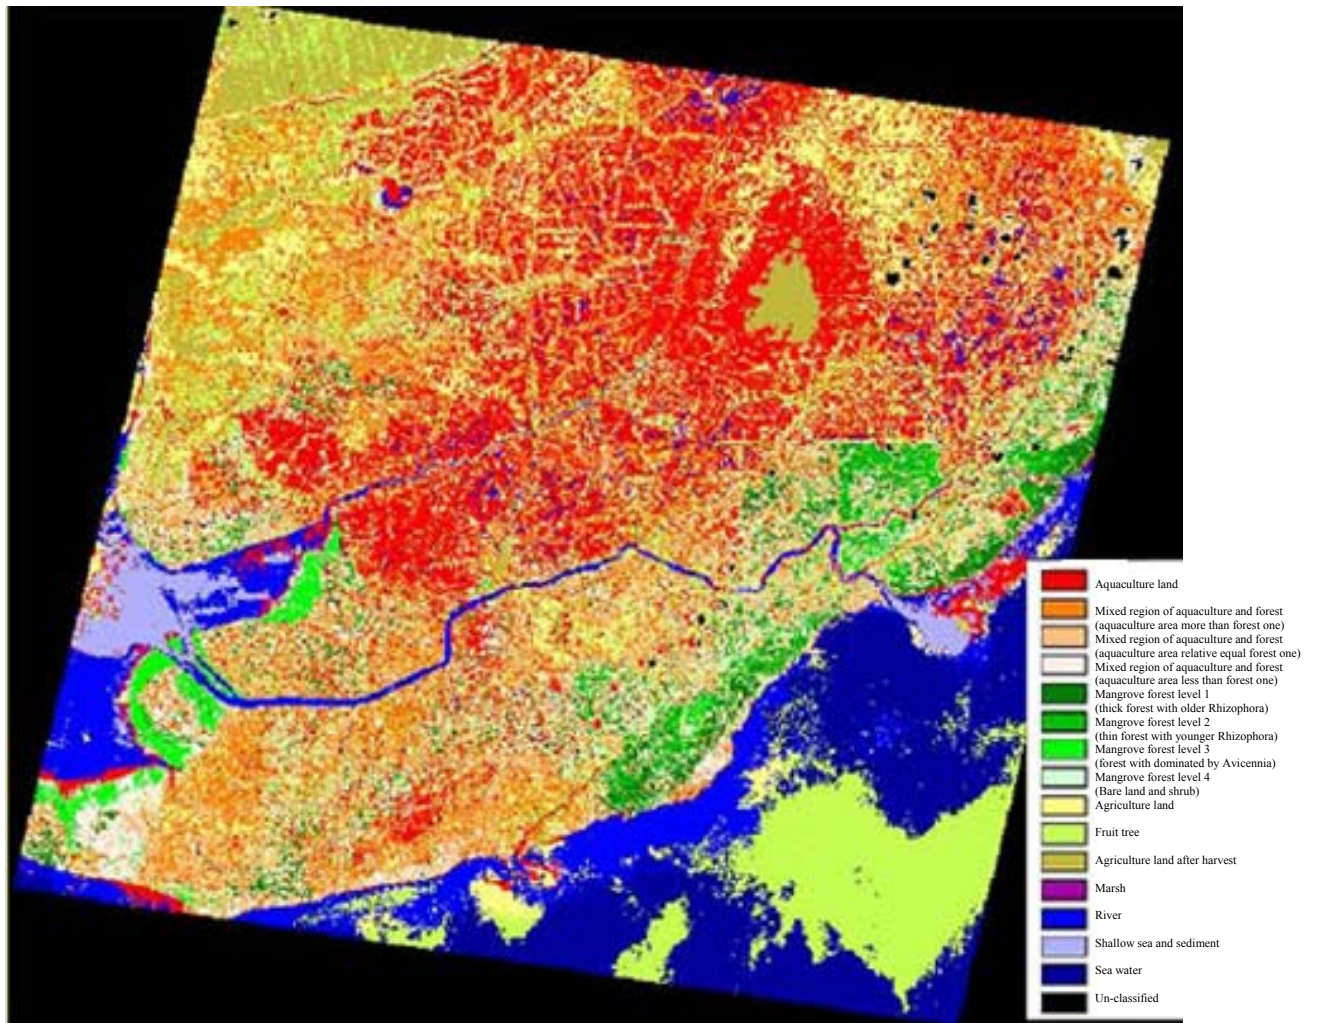 Aquaculture land
Mixed region of aquaculture and forest
(aquaculture area more than forest one)
Mixed region of aquaculture and forest
(aquaculture area relative equal forest one)
Mixed region of aquaculture and forest
(aquaculture area less than forest one)
Mangrove forest level 1
(thick forest with older Rhizophora)
Mangrove forest level 2
(thin forest with younger Rhizophora)
Mangrove forest level 3
(forest with dominated by Avicennia)
Mangrove forest level 4
(Bare land and shrub)
Agriculture land
Fruit tree
Agriculture land after harvest
Marsh
River
Shallow sea and sediment
Sea water
Un-classified